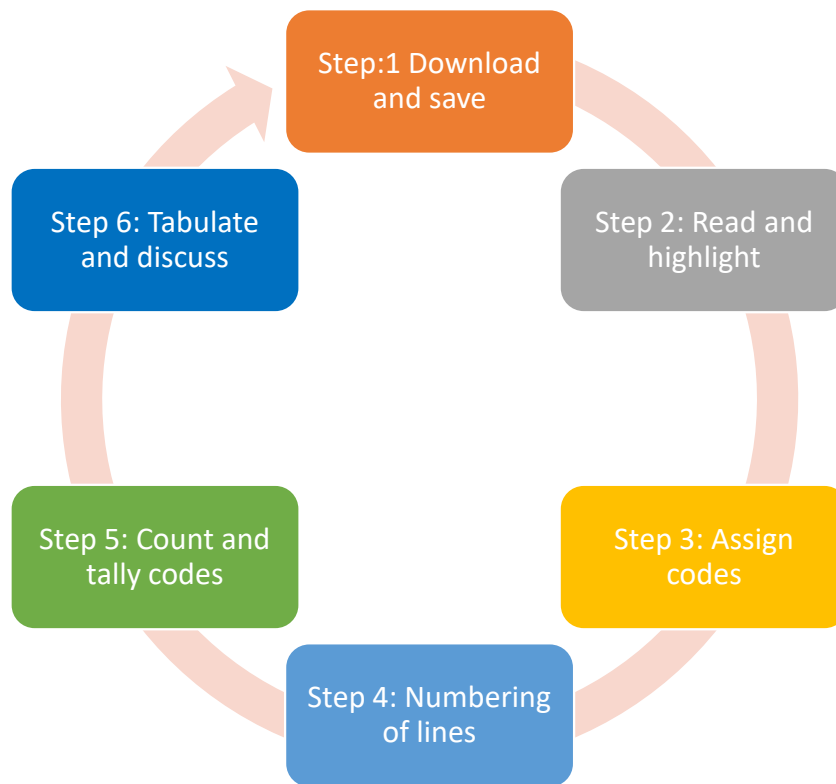 Step:1 Download
and save
Step 2: Read and
highlight
Step 3: Assign
codes
Step 4: Numbering
of lines
Step 5: Count and
tally codes
Step 6: Tabulate
and discuss